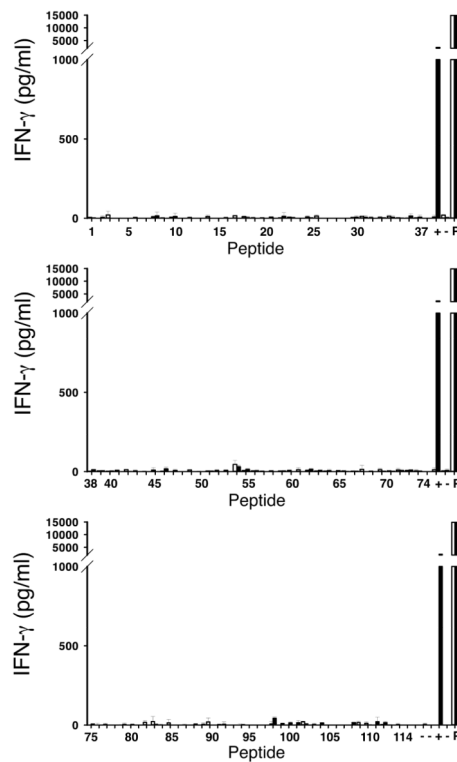 15000
10000
5000
1000
500
0
IFN-γ (pg/ml)
1 5 10 15 20 25 30 37 + - P
Peptide
15000
10000
5000
1000
500
0
IFN-γ (pg/ml)
38 40 45 50 55 60 65 70 74 + - P
Peptide
15000
10000
5000
1000
500
0
IFN-γ (pg/ml)
75 80 85 90 95 100 105 110 114 - - + - P
Peptide